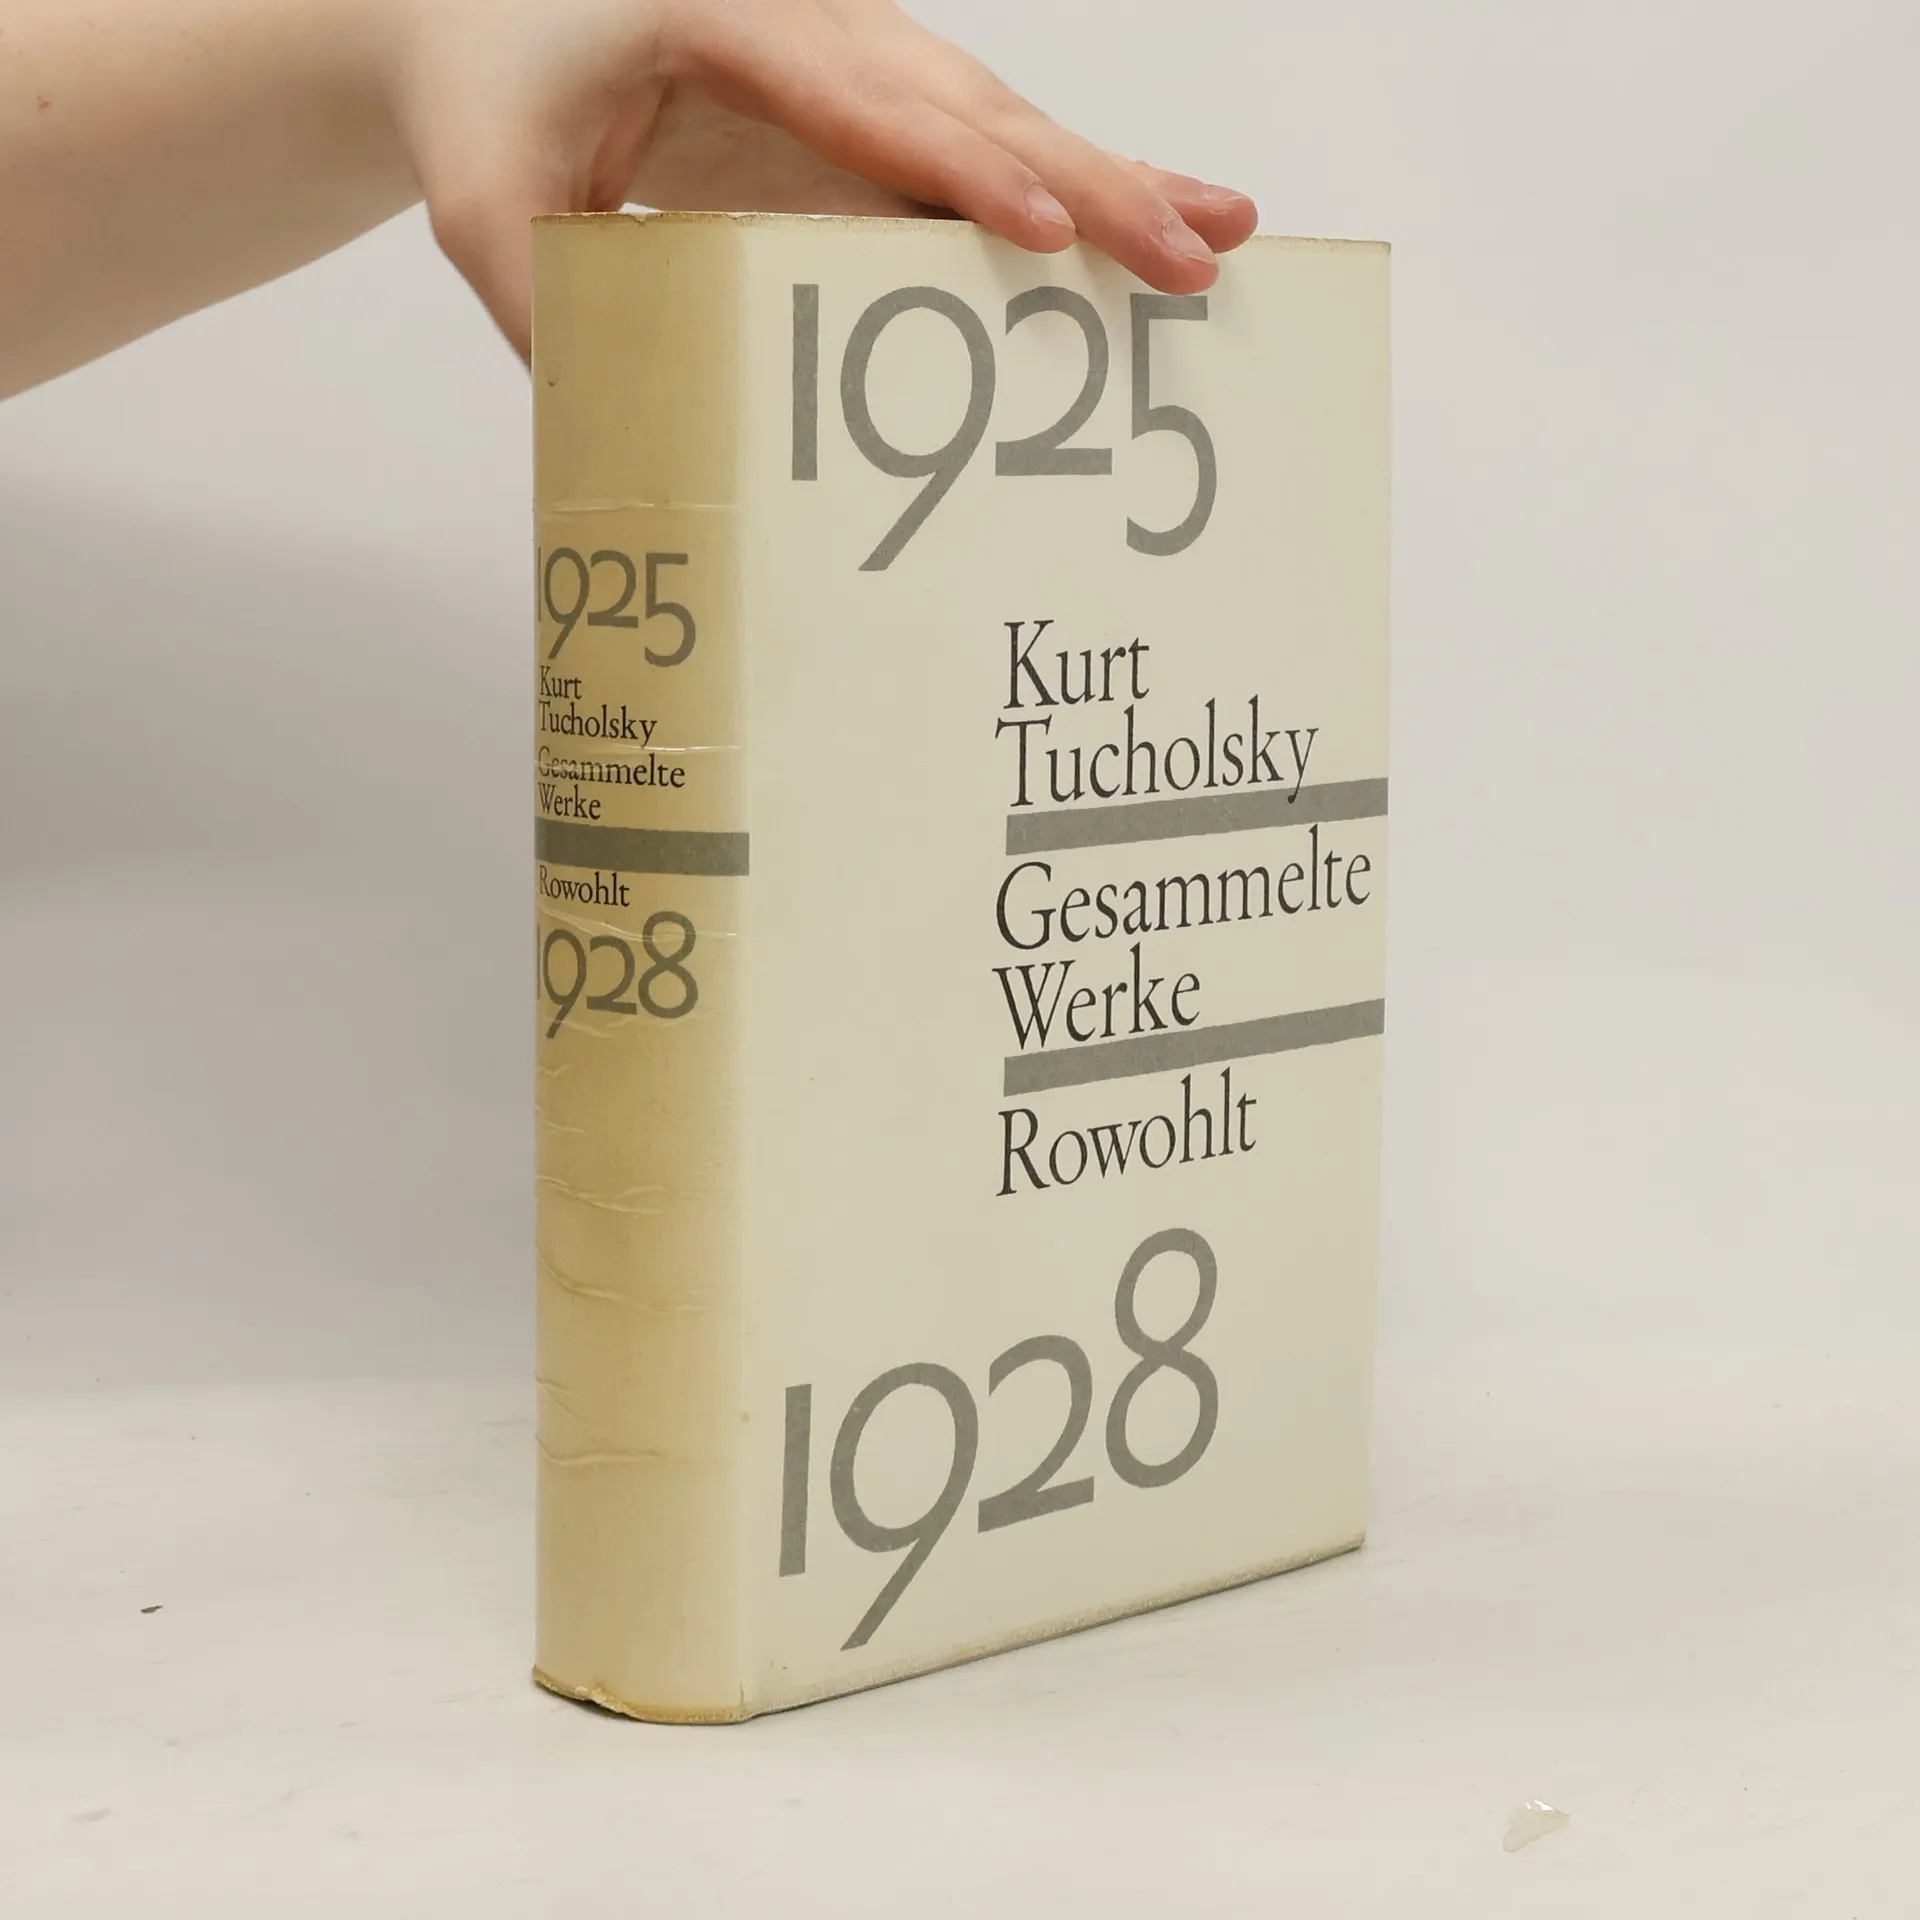 1925
Kurt
Tucholsky
Gesammelte
Werke
Rowohlt
1928
1925
Kurt
Tucholsky
Gesammelte
Werke
Rowohlt
1928